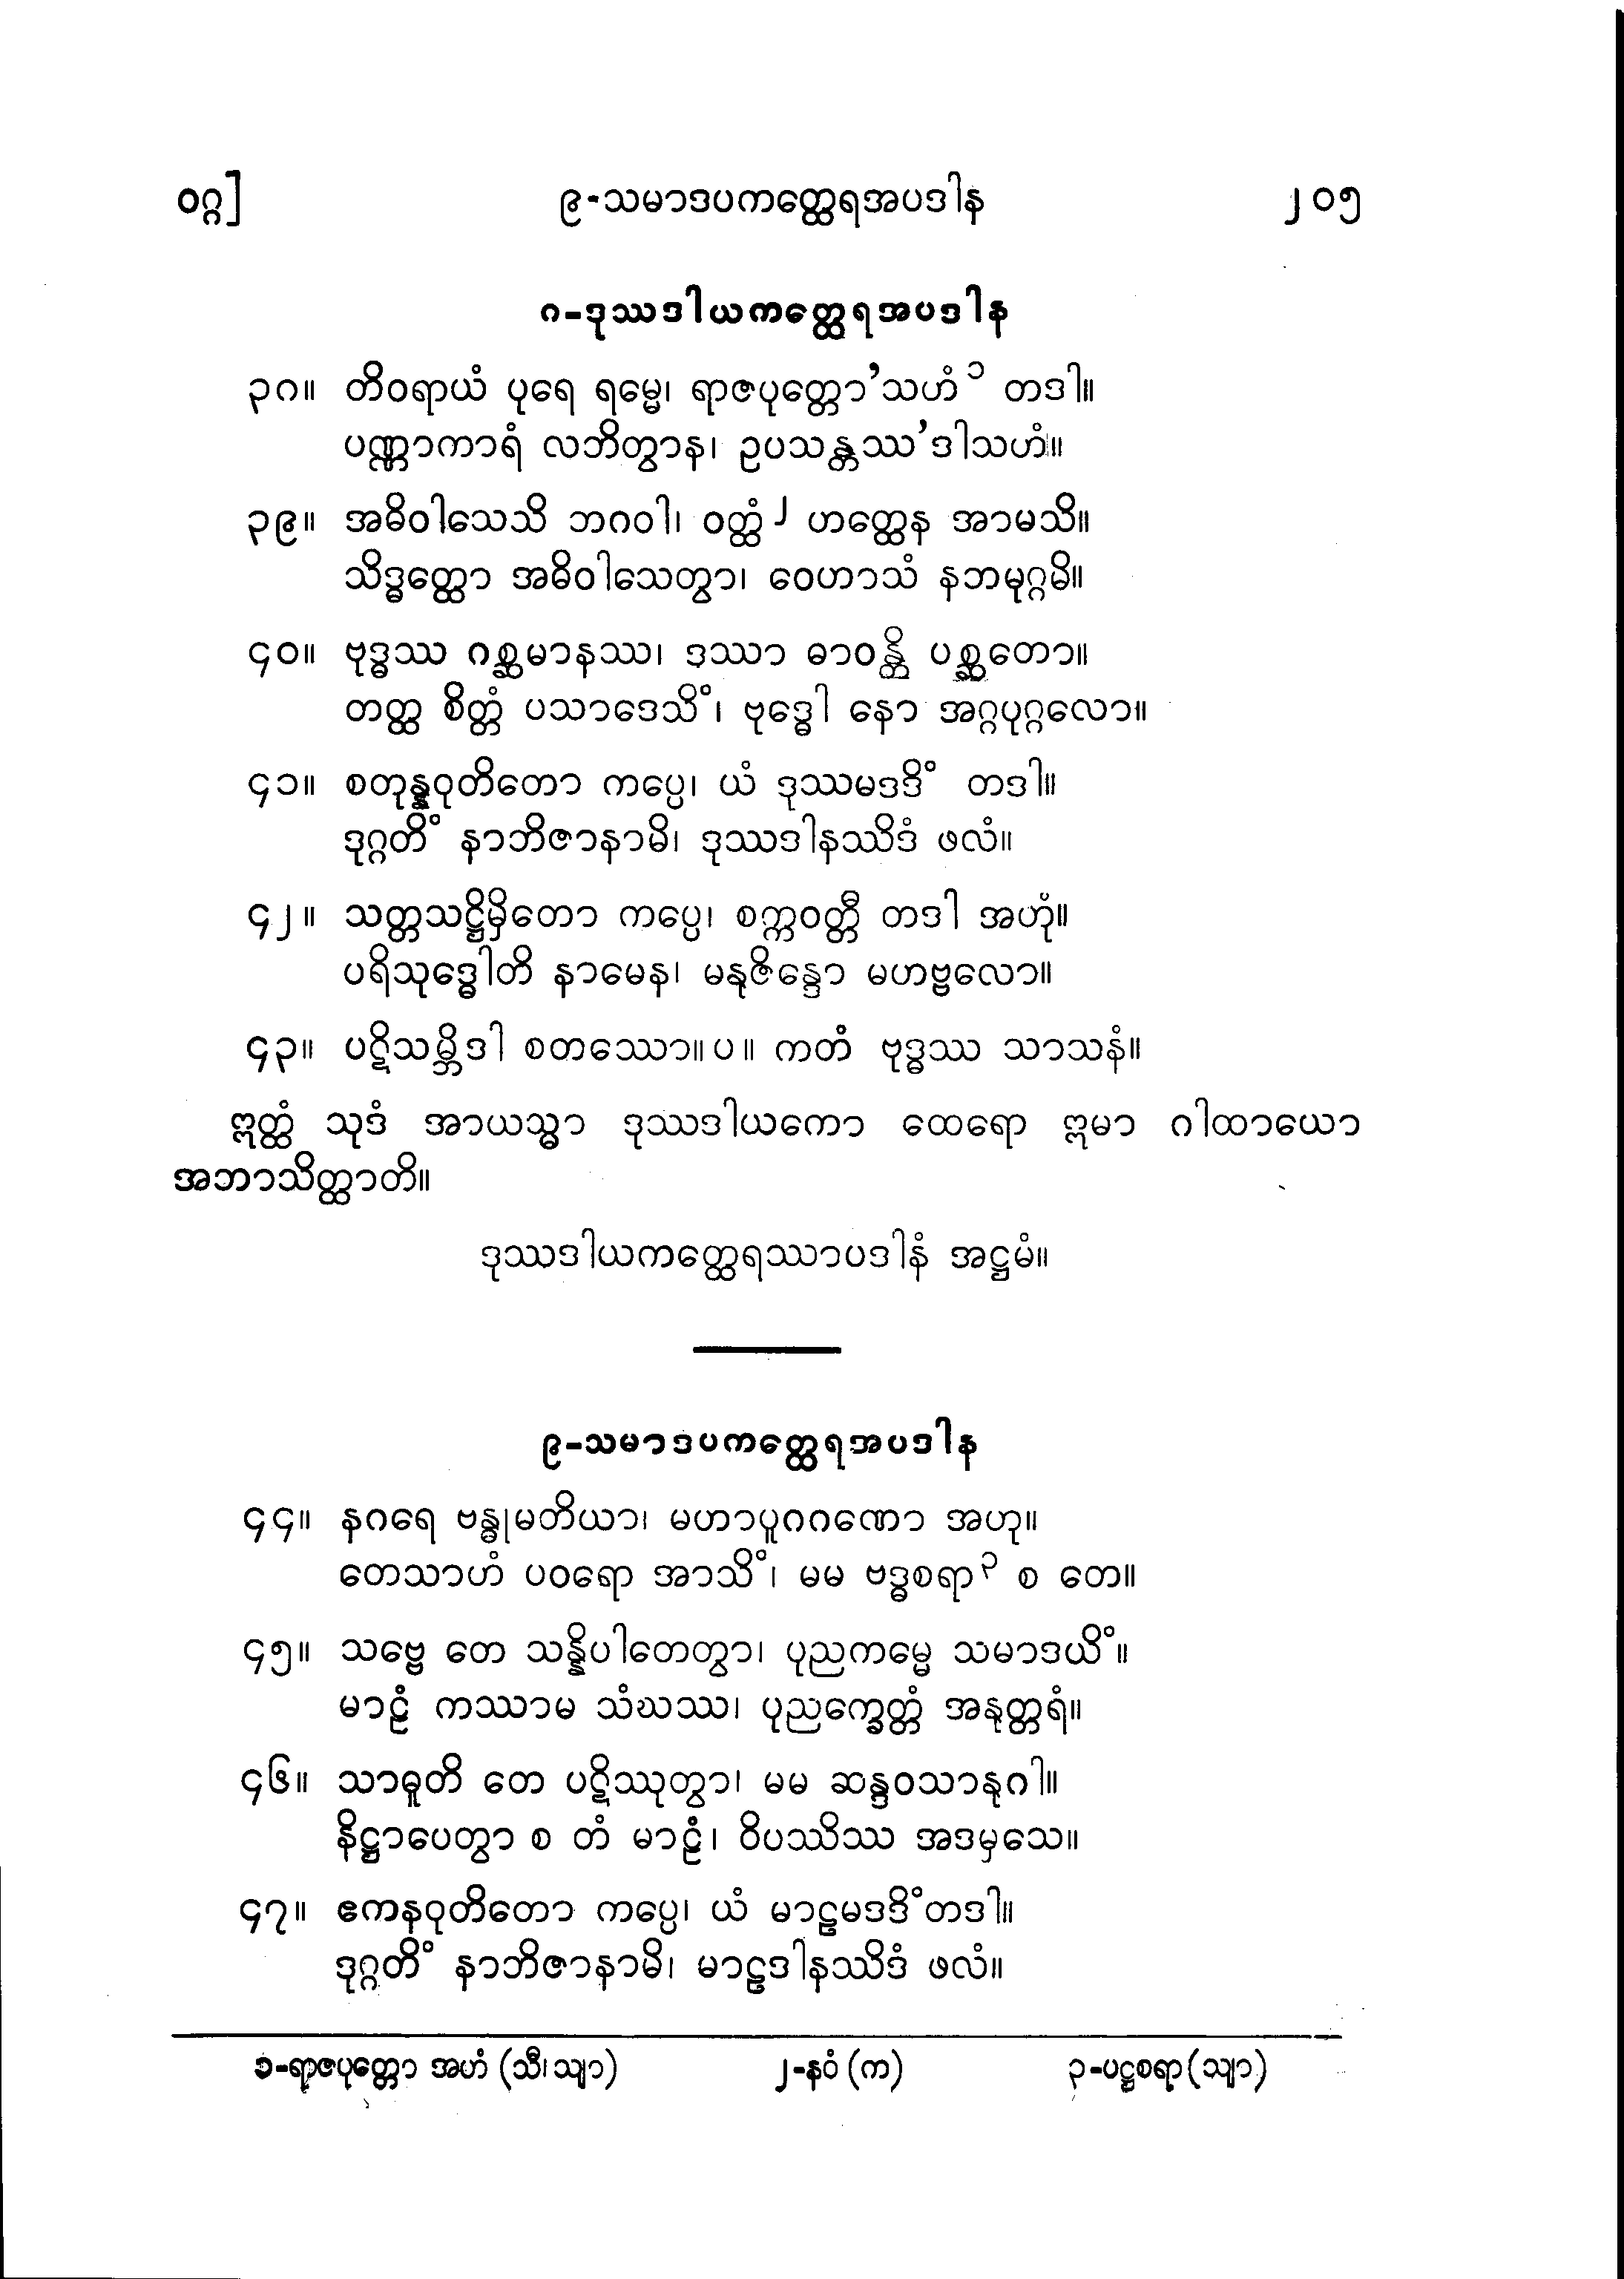 ဝဂ္ဂ] ၉-သမာဒပကတ္ထေရအပဒါန ၂၀၅
၈-ဒုဿဒါယကတ္ထေရအပဒါန
၃၈။ တိဝရာယံ ပုရေ ရမ္မေ၊ ရာဇပုတ္တော’သဟံ ၁ တဒါ။
ပဏ္ဏာကာရံ လဘိတွာန၊ ဥပသန္တဿ’ဒါသဟံ။
၃၉။ အဓိဝါသေသိ ဘဂဝါ၊ ဝတ္ထံ ၂ ဟတ္ထေန အာမသိ။
သိဒ္ဓတ္ထော အဓိဝါသေတွာ၊ ဝေဟာသံ နဘမုဂ္ဂမိ။
၄၀။ ဗုဒ္ဓဿ ဂစ္ဆမာနဿ၊ ဒုဿာ ဓာဝန္တိ ပစ္ဆတော။
တတ္ထ စိတ္တံ ပသာဒေသိံ၊ ဗုဒ္ဓေါ နော အဂ္ဂပုဂ္ဂလော။
၄၁။ စတုန္နဝုတိတော ကပ္ပေ၊ ယံ ဒုဿမဒဒိံ တဒါ။
ဒုဂ္ဂတိံ နာဘိဇာနာမိ၊ ဒုဿဒါနဿိဒံ ဖလံ။
၄၂။ သတ္တသဋ္ဌိမှိတော ကပ္ပေ၊ စက္ကဝတ္တီ တဒါ အဟုံ။
ပရိသုဒ္ဓေါတိ နာမေန၊ မနုဇိန္ဒော မဟဗ္ဗလော။
၄၃။ ပဋိသမ္ဘိဒါ စတဿော။ ပ။ ကတံ ဗုဒ္ဓဿ သာသနံ။
ဣတ္ထံ သုဒံ အာယသ္မာ ဒုဿဒါယကော ထေရော ဣမာ ဂါထာယော
အဘာသိတ္ထာတိ။
ဒုဿဒါယကတ္ထေရဿာပဒါနံ အဋ္ဌမံ။
၉-သမာဒပကတ္ထေရအပဒါန
၄၄။ နဂရေ ဗန္ဓုမတိယာ၊ မဟာပူဂဂဏော အဟု။
တေသာဟံ ပဝရော အာသိံ၊ မမ ဗဒ္ဓစရာ ၃ စ တေ။
၄၅။ သဗ္ဗေ တေ သန္နိပါတေတွာ၊ ပုညကမ္မေ သမာဒယိံ။
မာဠံ ကဿာမ သံဃဿ၊ ပုညက္ခေတ္တံ အနုတ္တရံ။
၄၆။ သာဓူတိ တေ ပဋိဿုတွာ၊ မမ ဆန္ဒဝသာနုဂါ။
နိဋ္ဌာပေတွာ စ တံ မာဠံ၊ ဝိပဿိဿ အဒမှသေ။
၄၇။ ဧကနဝုတိတော ကပ္ပေ၊ ယံ မာဠမဒဒိံ တဒါ။
ဒုဂ္ဂတိံ နာဘိဇာနာမိ၊ မာဠဒါနဿိဒံ ဖလံ။
၁-ရာဇပုတ္တော အဟံ (သီ၊ သျာ) ၂-နဝံ (က) ၃-ပဋ္ဌစရာ (သျာ)